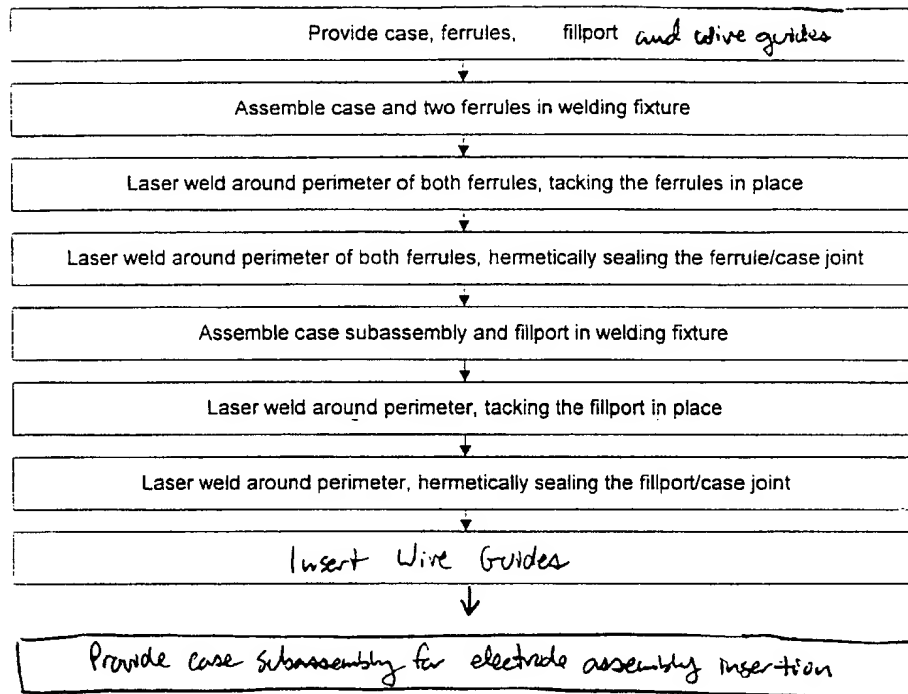 Provide case, ferrules, fillport and wire guides
Assemble case and two ferrules in welding fixture
Laser weld around perimeter of both ferrules, tacking the ferrules in place
Laser weld around perimeter of both ferrules, hermetically sealing the ferrule/case joint
Assemble case subassembly and fillport in welding fixture
Laser weld around perimeter, tacking the fillport in place
Laser weld around perimeter, hermetically sealing the fillport/case joint
Insert Wire Guides
Provide case subassembly for electrode assembly insertion